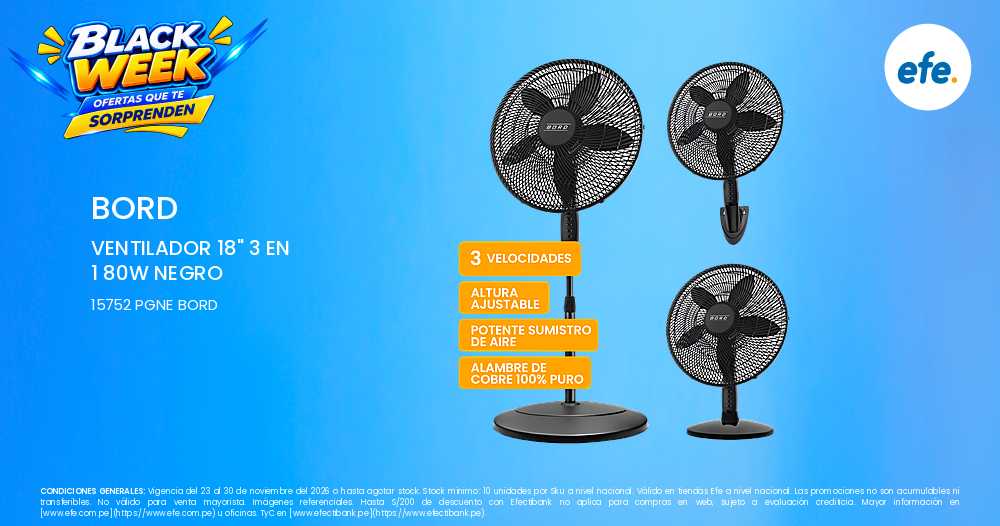 BLACK
WEEK
OFERTAS QUE TE
SORPRENDEN
efe.
BORD
VENTILADOR 18" 3 EN
1 80W NEGRO
15752 PGNE BORD
BORD
BORD
BORD
3 VELOCIDADES
ALTURA
AJUSTABLE
POTENTE SUMISTRO
DE AIRE
ALAMBRE DE
COBRE 100% PURO
CONDICIONES GENERALES: Vigencia del 23 al 30 de noviembre del 2026 o hasta agotar stock. Stock mínimo: 10 unidades por Sku a nivel nacional. Válido en tiendas Efe a nivel nacional. Las promociones no son acumulables ni
transferibles. No válido para venta mayorista. Imágenes referenciales. Hasta S/200 de descuento con Efectibank no aplica para compras en web, sujeto a evaluación crediticia. Mayor información en
[www.efe.com.pe](https://www.efe.com.pe) u oficinas. TyC en [www.efectibank.pe](https://www.efectibank.pe).